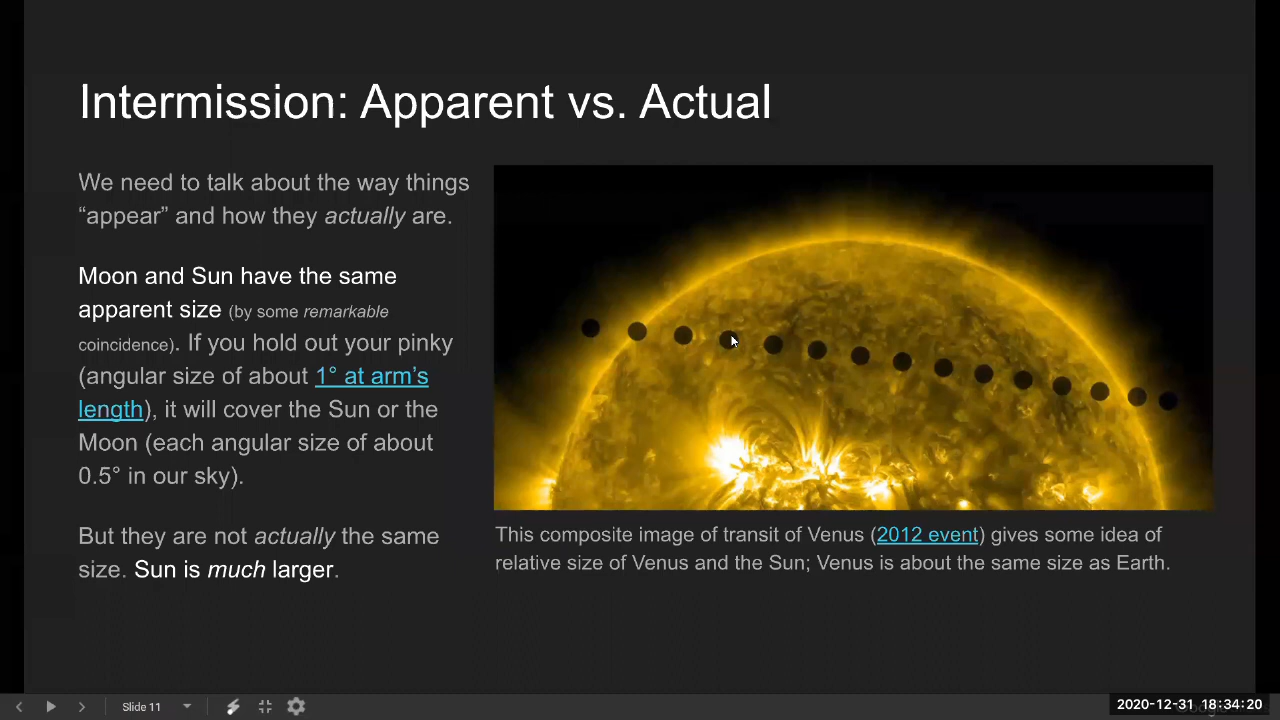 Intermission: Apparent vs. Actual
We need to talk about the way things
“appear” and how they actually are.
Moon and Sun have the same
apparent size (by some remarkable
coincidence). If you hold out your pinky
(angular size of about 1° at arm’s
length), it will cover the Sun or the
Moon (each angular size of about
0.5° in our sky).
But they are not actually the same
size. Sun is much larger.
This composite image of transit of Venus (2012 event) gives some idea of
relative size of Venus and the Sun; Venus is about the same size as Earth.
Slide 11
2020-12-31 18:34:20